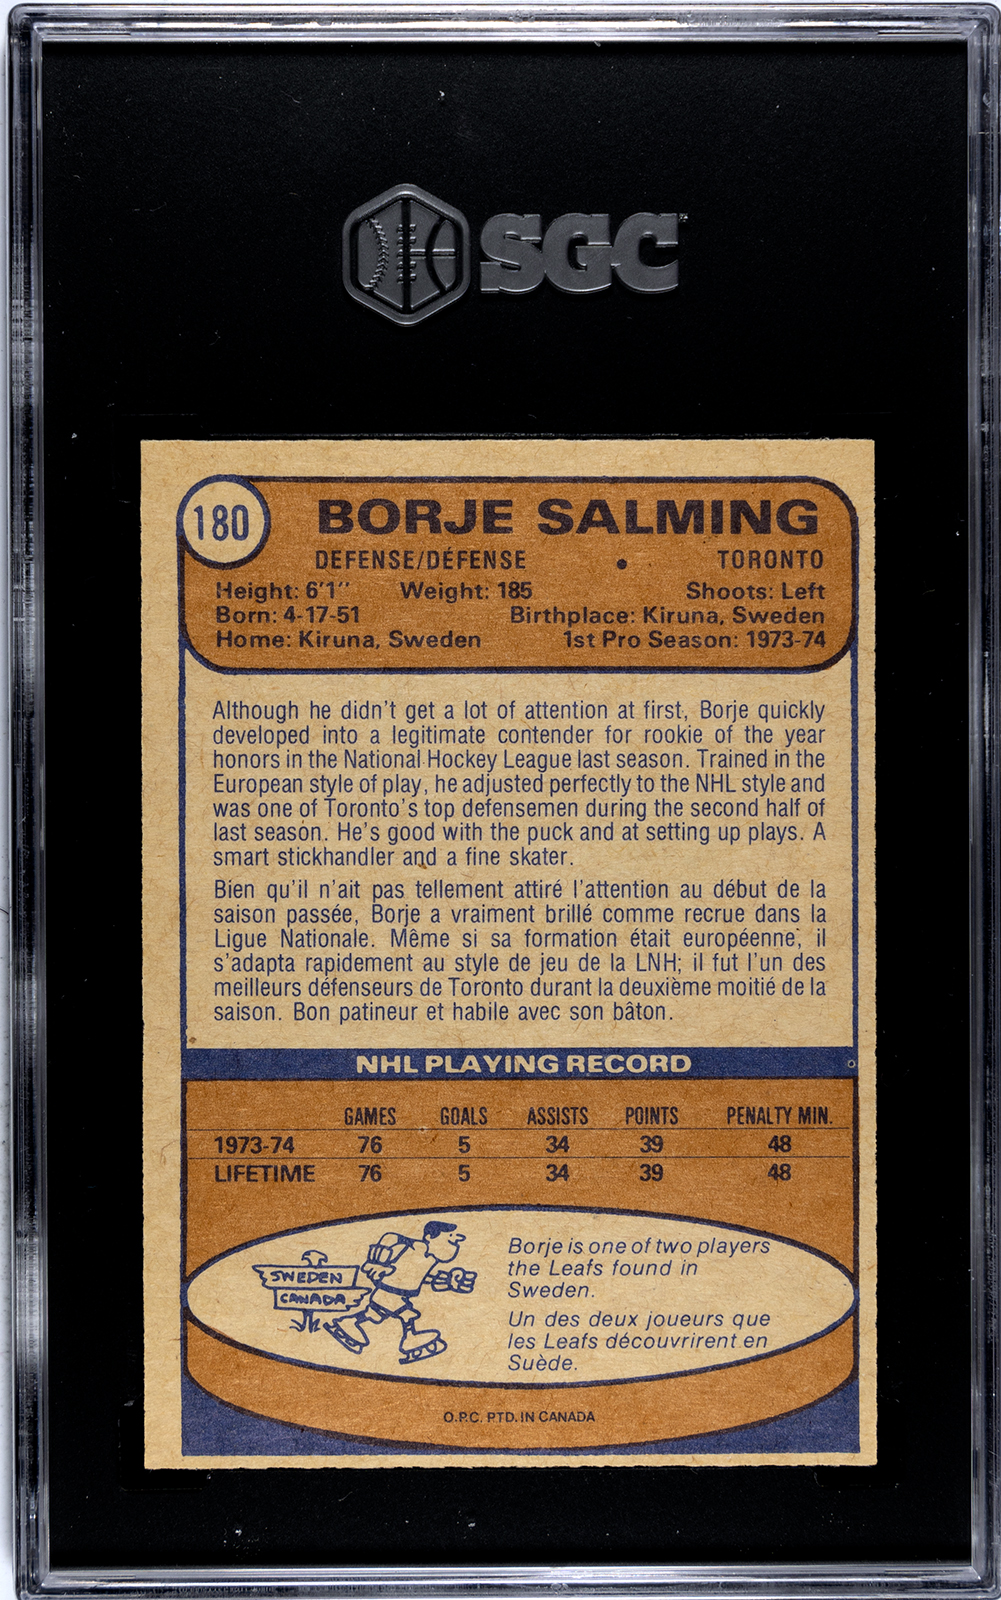 SGC
180
BORJE SALMING
DEFENSE/DÉFENSE • TORONTO
Height: 6'1" Weight: 185 Shoots: Left
Born: 4-17-51 Birthplace: Kiruna, Sweden
Home: Kiruna, Sweden 1st Pro Season: 1973-74
Although he didn't get a lot of attention at first, Borje quickly
developed into a legitimate contender for rookie of the year
honors in the National Hockey League last season. Trained in the
European style of play, he adjusted perfectly to the NHL style and
was one of Toronto's top defensemen during the second half of
last season. He's good with the puck and at setting up plays. A
smart stickhandler and a fine skater.
Bien qu'il n'ait pas tellement attiré l'attention au début de la
saison passée, Borje a vraiment brillé comme recrue dans la
Ligue Nationale. Même si sa formation était européenne, il
s'adapta rapidement au style de jeu de la LNH; il fut l'un des
meilleurs défenseurs de Toronto durant la deuxième moitié de la
saison. Bon patineur et habile avec son bâton.
NHL PLAYING RECORD
GAMES GOALS ASSISTS POINTS PENALTY MIN.
1973-74 76 5 34 39 48
LIFETIME 76 5 34 39 48
SWEDEN
CANADA
Borje is one of two players
the Leafs found in
Sweden.
Un des deux joueurs que
les Leafs découvrirent en
Suède.
O.P.C. PTD. IN CANADA